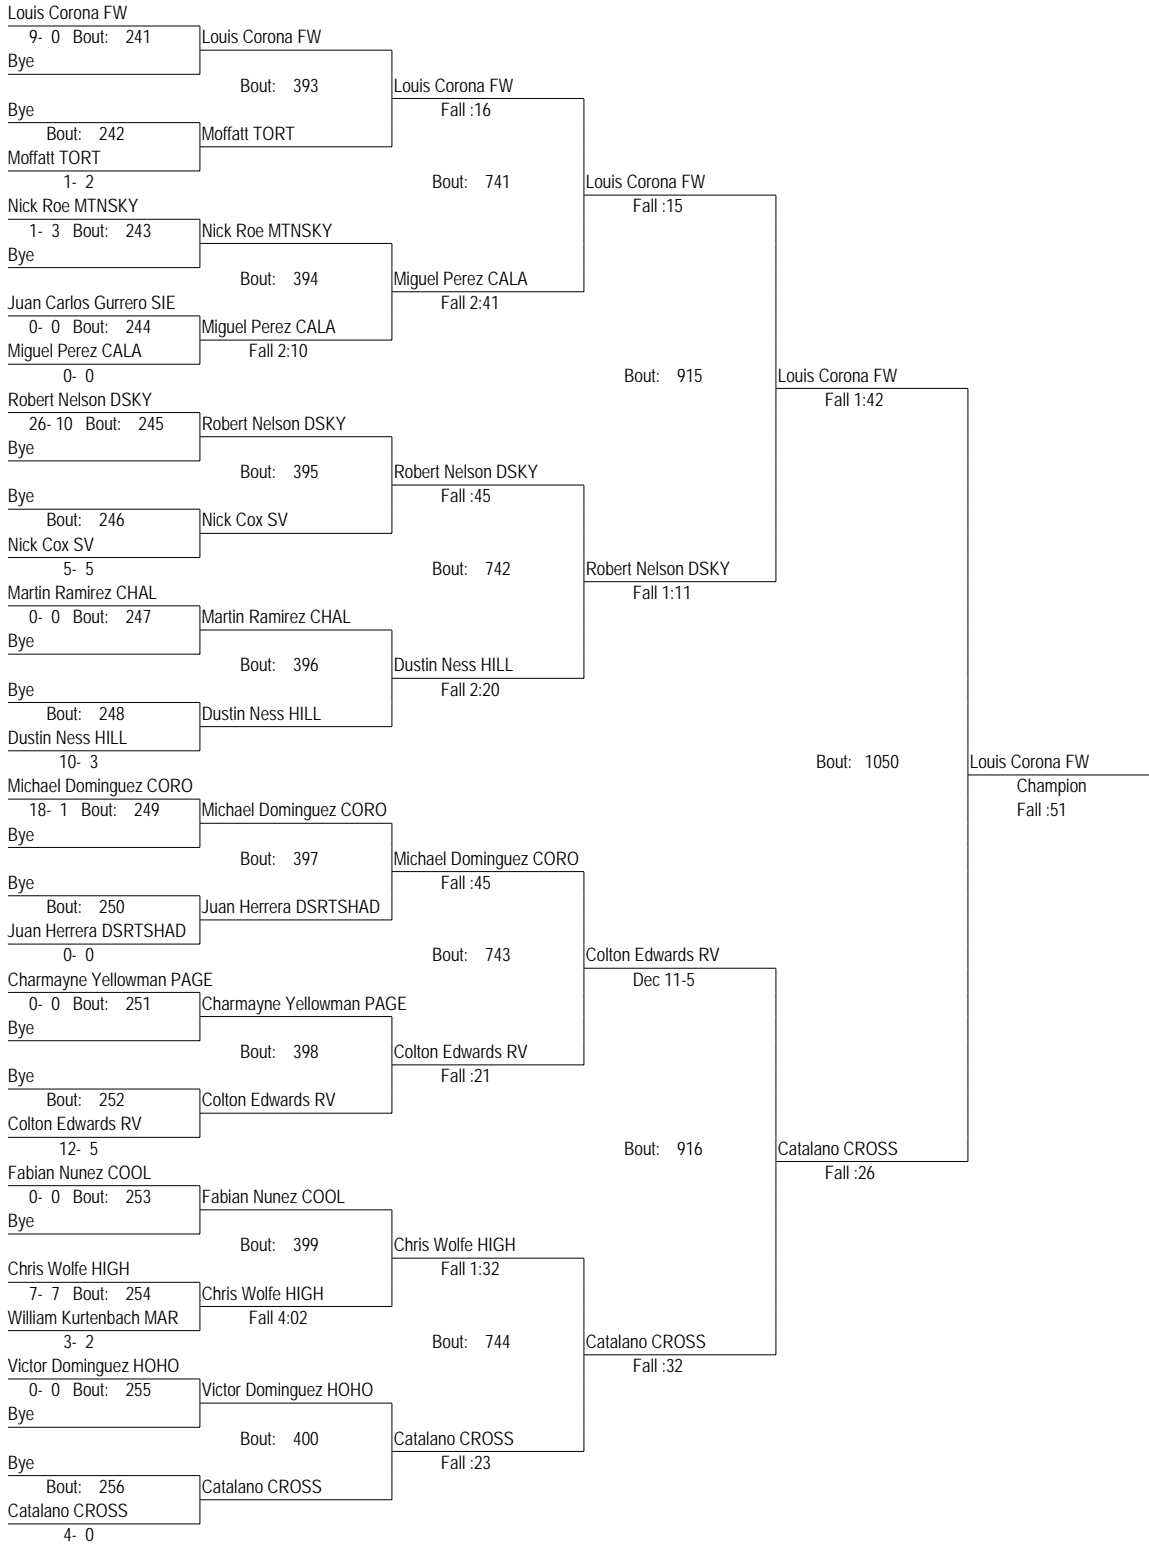 Louis Corona FW
9- 0 Bout: 241 Louis Corona FW
Bye
Bout: 393 Louis Corona FW
Bye Fall :16
Bout: 242 Moffatt TORT
Moffatt TORT
1- 2 Bout: 741 Louis Corona FW
Nick Roe MTNSKY Fall :15
1- 3 Bout: 243 Nick Roe MTNSKY
Bye
Bout: 394 Miguel Perez CALA
Juan Carlos Gurrero SIE Fall 2:41
0- 0 Bout: 244 Miguel Perez CALA
Miguel Perez CALA Fall 2:10
0- 0 Bout: 915 Louis Corona FW
Robert Nelson DSKY Fall 1:42
26- 10 Bout: 245 Robert Nelson DSKY
Bye
Bout: 395 Robert Nelson DSKY
Bye Fall :45
Bout: 246 Nick Cox SV
Nick Cox SV
5- 5 Bout: 742 Robert Nelson DSKY
Martin Ramirez CHAL Fall 1:11
0- 0 Bout: 247 Martin Ramirez CHAL
Bye
Bout: 396 Dustin Ness HILL
Bye Fall 2:20
Bout: 248 Dustin Ness HILL
Dustin Ness HILL
10- 3 Bout: 1050 Louis Corona FW
Michael Dominguez CORO Champion
18- 1 Bout: 249 Michael Dominguez CORO Fall :51
Bye
Bout: 397 Michael Dominguez CORO
Bye Fall :45
Bout: 250 Juan Herrera DSRTSHAD
Juan Herrera DSRTSHAD
0- 0 Bout: 743 Colton Edwards RV
Charmayne Yellowman PAGE Dec 11-5
0- 0 Bout: 251 Charmayne Yellowman PAGE
Bye
Bout: 398 Colton Edwards RV
Bye Fall :21
Bout: 252 Colton Edwards RV
Colton Edwards RV
12- 5 Bout: 916 Catalano CROSS
Fabian Nunez COOL Fall :26
0- 0 Bout: 253 Fabian Nunez COOL
Bye
Bout: 399 Chris Wolfe HIGH
Chris Wolfe HIGH Fall 1:32
7- 7 Bout: 254 Chris Wolfe HIGH
William Kurtenbach MAR Fall 4:02
3- 2 Bout: 744 Catalano CROSS
Victor Dominguez HOHO Fall :32
0- 0 Bout: 255 Victor Dominguez HOHO
Bye
Bout: 400 Catalano CROSS
Bye Fall :23
Bout: 256 Catalano CROSS
Catalano CROSS
4- 0